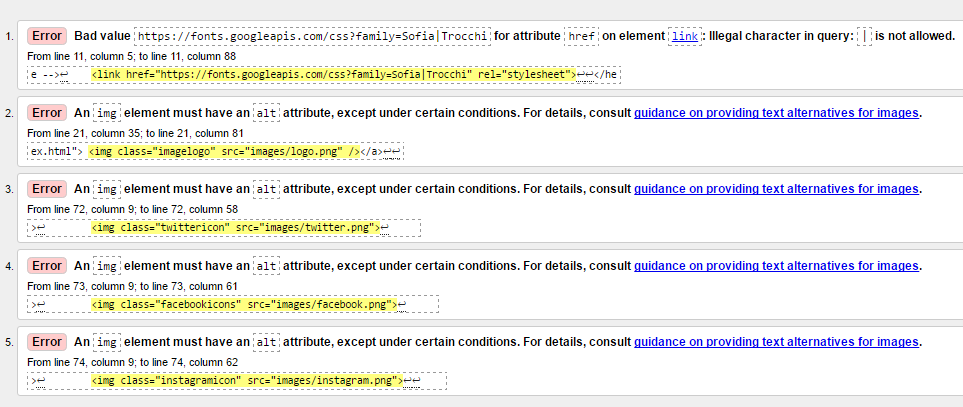 1. Error Bad value https://fonts.googleapis.com/css?family=Sofia|Trocchi for attribute href on element link: Illegal character in query: | is not allowed.
From line 11, column 5; to line 11, column 88
e -->↩ <link href="https://fonts.googleapis.com/css?family=Sofia|Trocchi" rel="stylesheet">↩↩</he
2. Error An img element must have an alt attribute, except under certain conditions. For details, consult guidance on providing text alternatives for images.
From line 21, column 35; to line 21, column 81
ex.html"> <img class="imagelogo" src="images/logo.png" /></a>↩↩
3. Error An img element must have an alt attribute, except under certain conditions. For details, consult guidance on providing text alternatives for images.
From line 72, column 9; to line 72, column 58
>↩ <img class="twittericon" src="images/twitter.png">↩
4. Error An img element must have an alt attribute, except under certain conditions. For details, consult guidance on providing text alternatives for images.
From line 73, column 9; to line 73, column 61
>↩ <img class="facebookicons" src="images/facebook.png">↩
5. Error An img element must have an alt attribute, except under certain conditions. For details, consult guidance on providing text alternatives for images.
From line 74, column 9; to line 74, column 62
>↩ <img class="instagramicon" src="images/instagram.png">↩↩